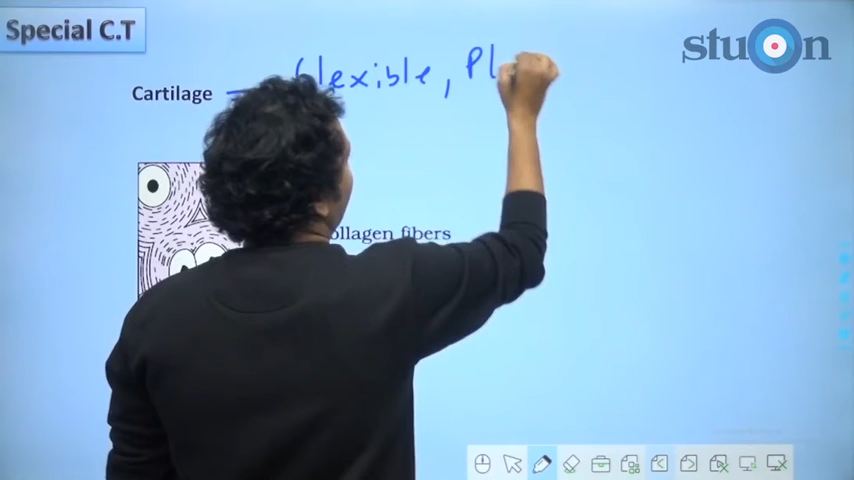 Special C.T
stuon
flexible, Pl
Cartilage
ollagen fibers